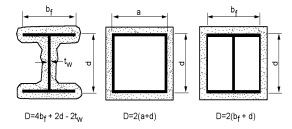 b_f
a
b_f
t_w
d
d
d
D=4b_f + 2d - 2t_w
D=2(a+d)
D=2(b_f + d)